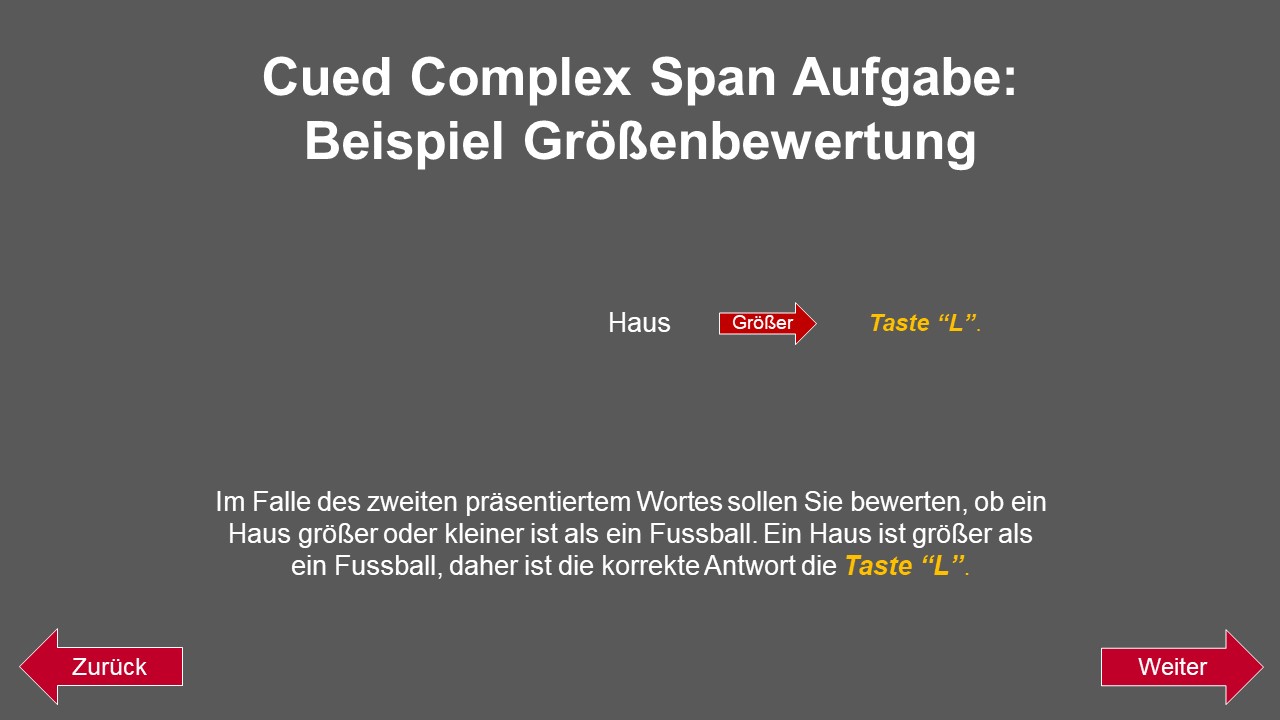 Cued Complex Span Aufgabe:
Beispiel Größenbewertung
Haus Größer Taste “L”.
Im Falle des zweiten präsentiertem Wortes sollen Sie bewerten, ob ein
Haus größer oder kleiner ist als ein Fussball. Ein Haus ist größer als
ein Fussball, daher ist die korrekte Antwort die Taste “L”.
Zurück Weiter